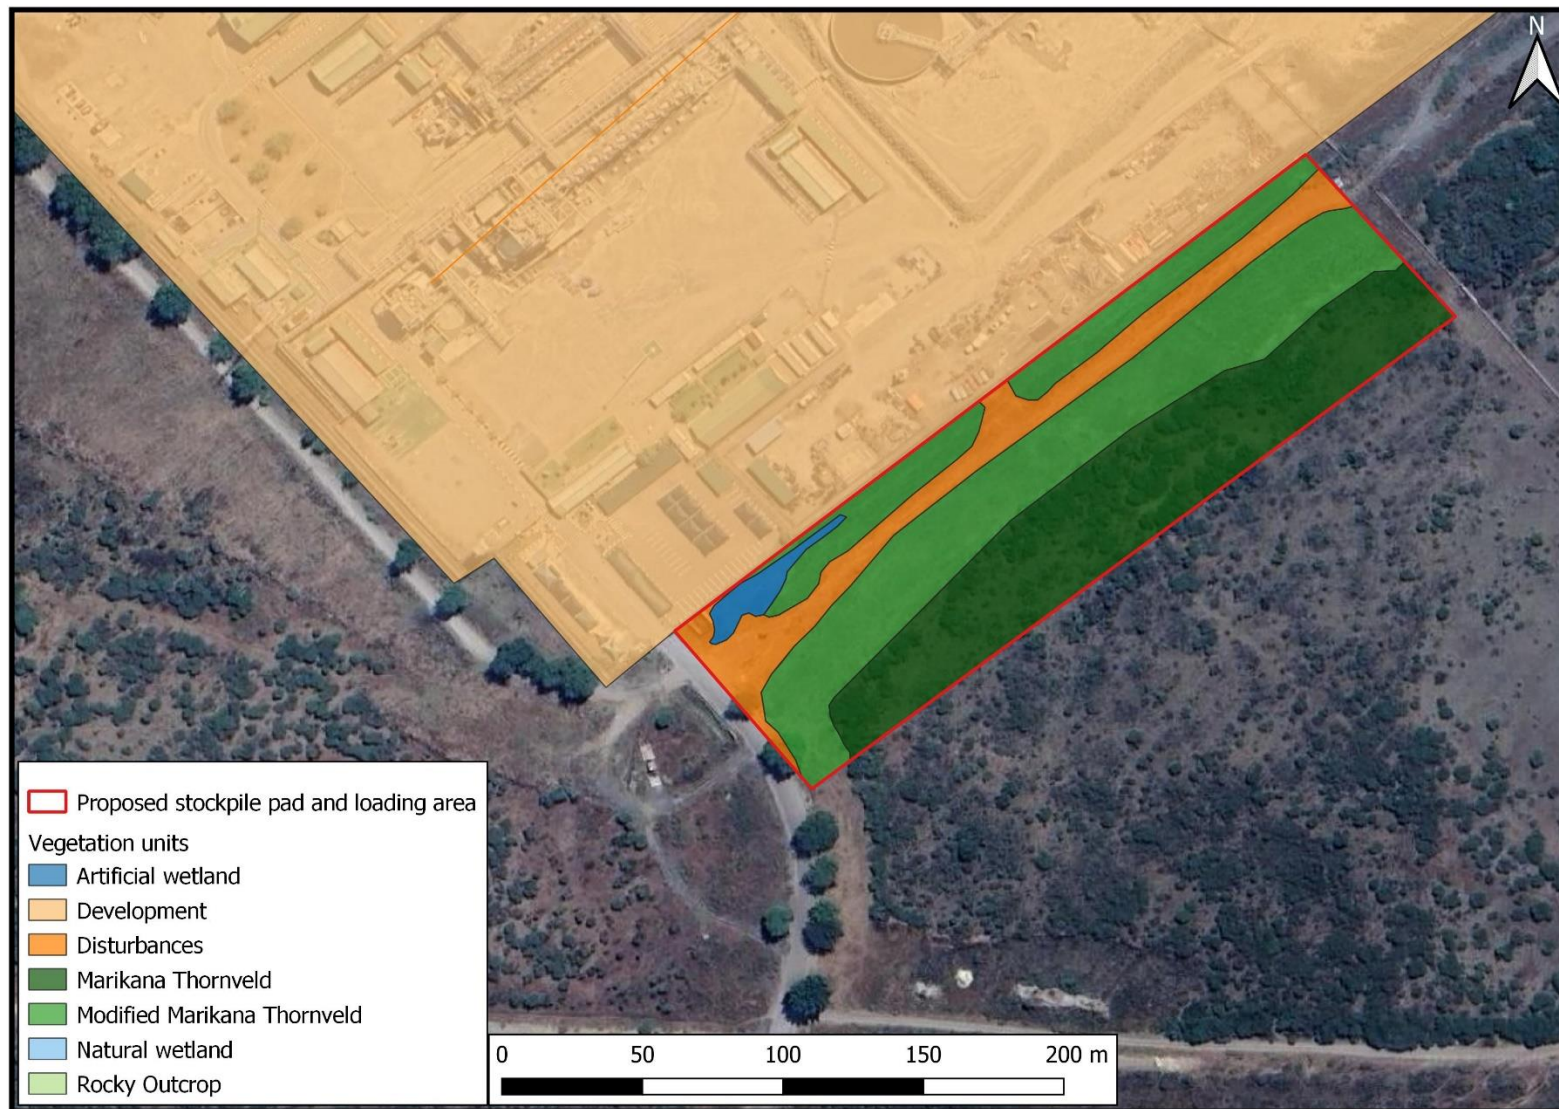 N
Proposed stockpile pad and loading area
Vegetation units
Artificial wetland
Development
Disturbances
Marikana Thornveld
Modified Marikana Thornveld
Natural wetland
Rocky Outcrop
0 50 100 150 200 m